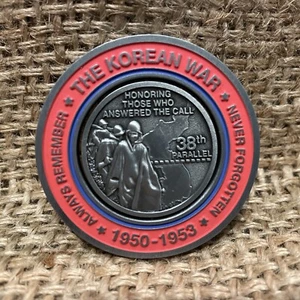 ★ THE KOREAN WAR ★
ALWAYS REMEMBER ★
NEVER FORGOTTEN ★
1950-1953
HONORING
THOSE WHO
ANSWERED THE CALL
38th
PARALLEL